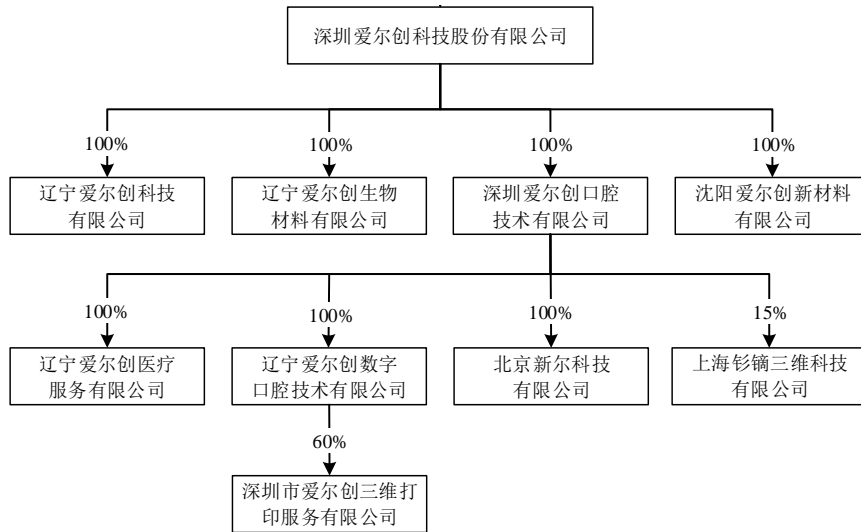 深圳爱尔创科技股份有限公司
100%
100%
100%
100%
辽宁爱尔创科技
有限公司
辽宁爱尔创生物
材料有限公司
深圳爱尔创口腔
技术有限公司
沈阳爱尔创新材料
有限公司
100%
100%
100%
15%
辽宁爱尔创医疗
服务有限公司
辽宁爱尔创数字
口腔技术有限公司
北京新尔科技
有限公司
上海钐镝三维科技
有限公司
60%
深圳市爱尔创三维打
印服务有限公司